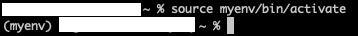 ~ % source myenv/bin/activate
(myenv) ~ %